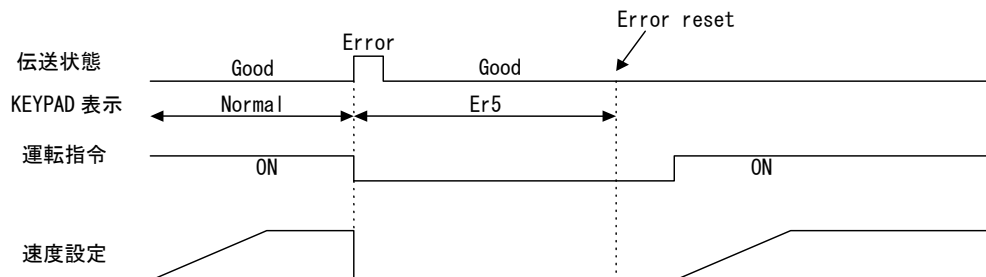 Error reset
伝送状態
Error
Good
Good
KEYPAD 表示
Normal
Er5
運転指令
ON
ON
速度設定